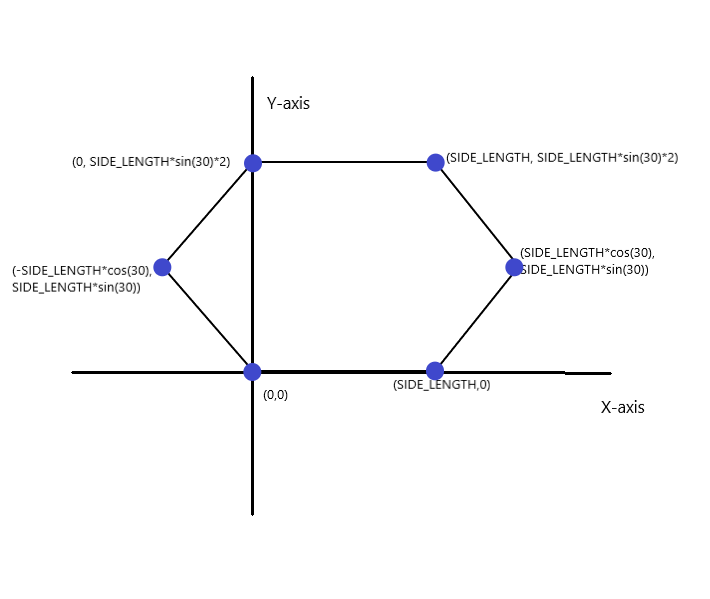 Y-axis
(0, SIDE_LENGTH*sin(30)*2)
(SIDE_LENGTH, SIDE_LENGTH*sin(30)*2)
(-SIDE_LENGTH*cos(30),
SIDE_LENGTH*sin(30))
(SIDE_LENGTH*cos(30),
SIDE_LENGTH*sin(30))
(0,0)
(SIDE_LENGTH,0)
X-axis